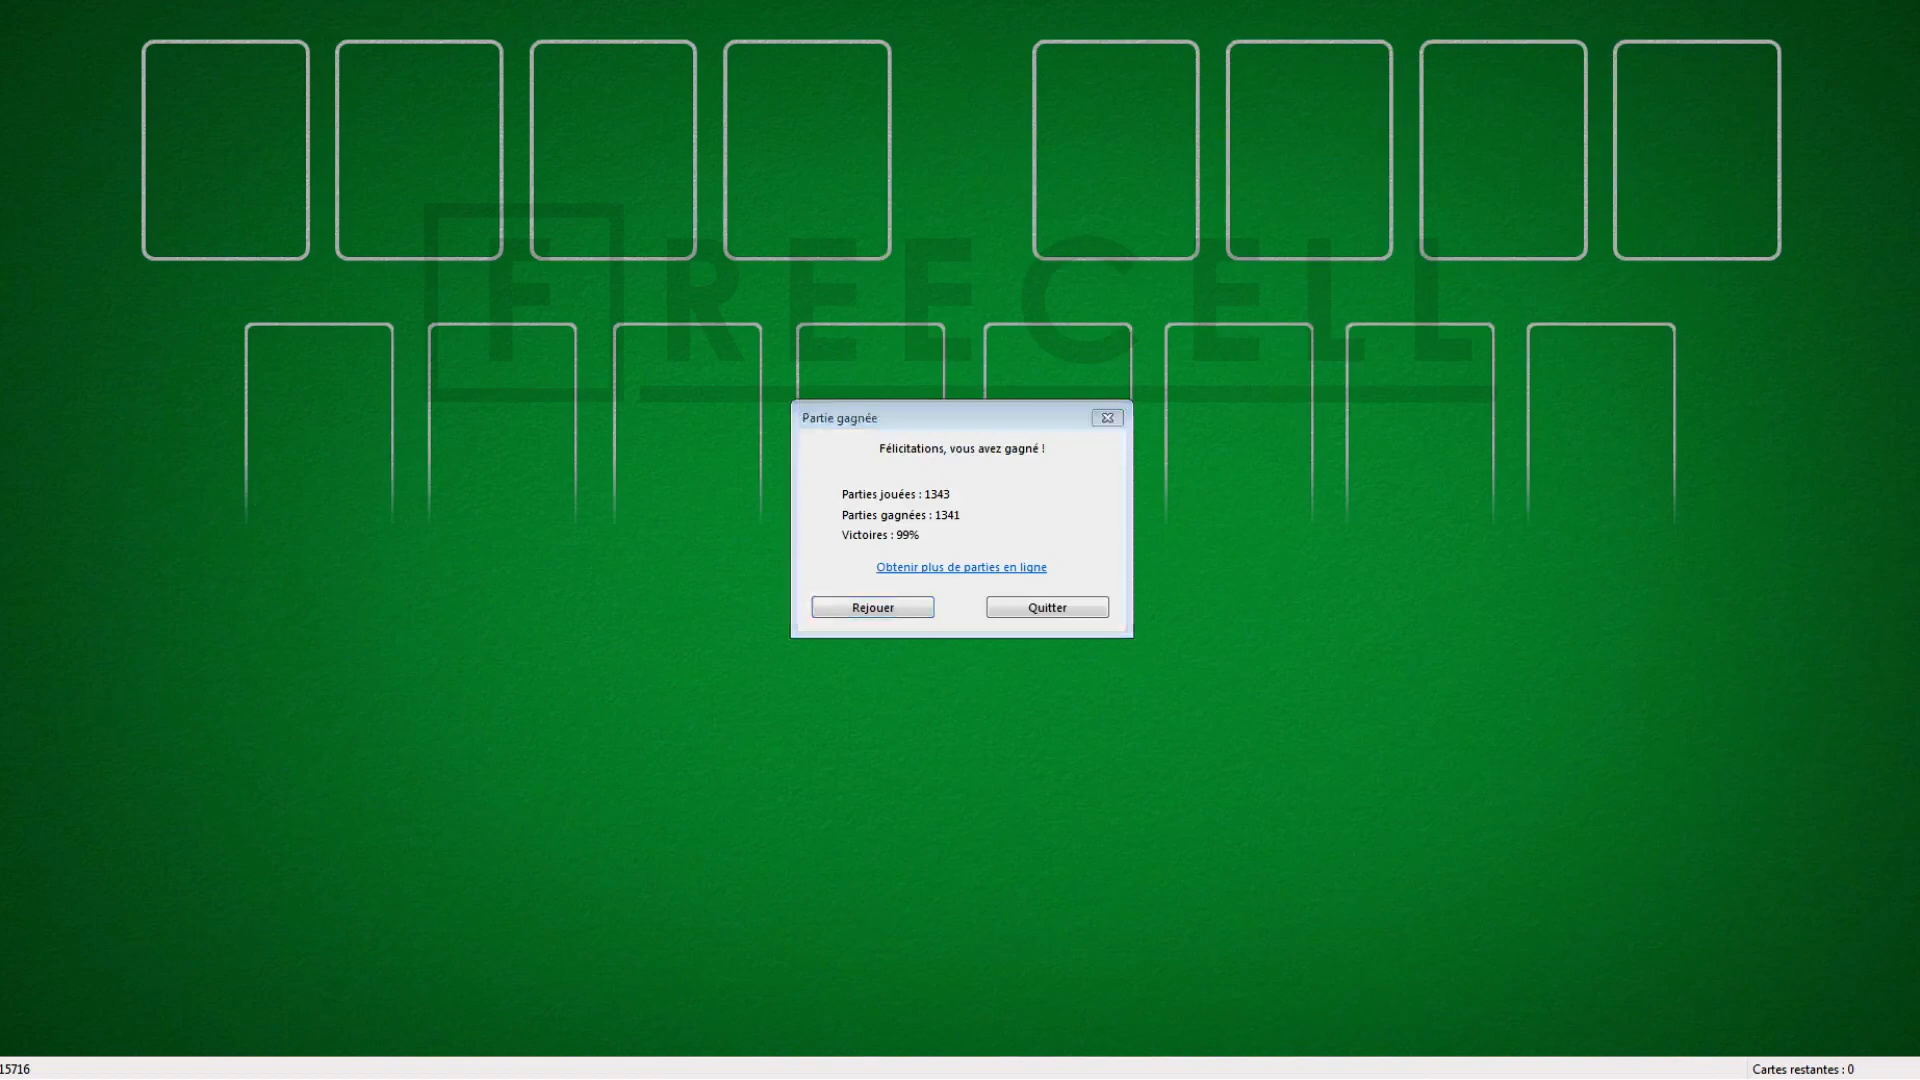 FREECELL
Partie gagnée
Félicitations, vous avez gagné !
Parties jouées : 1343
Parties gagnées : 1341
Victoires : 99%
Obtenir plus de parties en ligne
Rejouer
Quitter
15716
Cartes restantes : 0